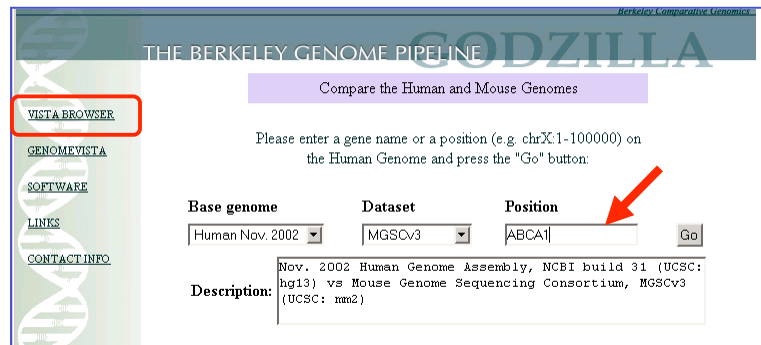 Berkeley Comparative Genomics
GODZILLA
THE BERKELEY GENOME PIPELINE
Compare the Human and Mouse Genomes
VISTA BROWSER
GENOMEVISTA
SOFTWARE
LINKS
CONTACT INFO
Please enter a gene name or a position (e.g. chrX:1-100000) on
the Human Genome and press the "Go" button:
Base genome Dataset Position
Human Nov. 2002 MGSCv3 ABCA1 Go
Description:
Nov. 2002 Human Genome Assembly, NCBI build 31 (UCSC:
hg13) vs Mouse Genome Sequencing Consortium, MGSCv3
(UCSC: mm2)